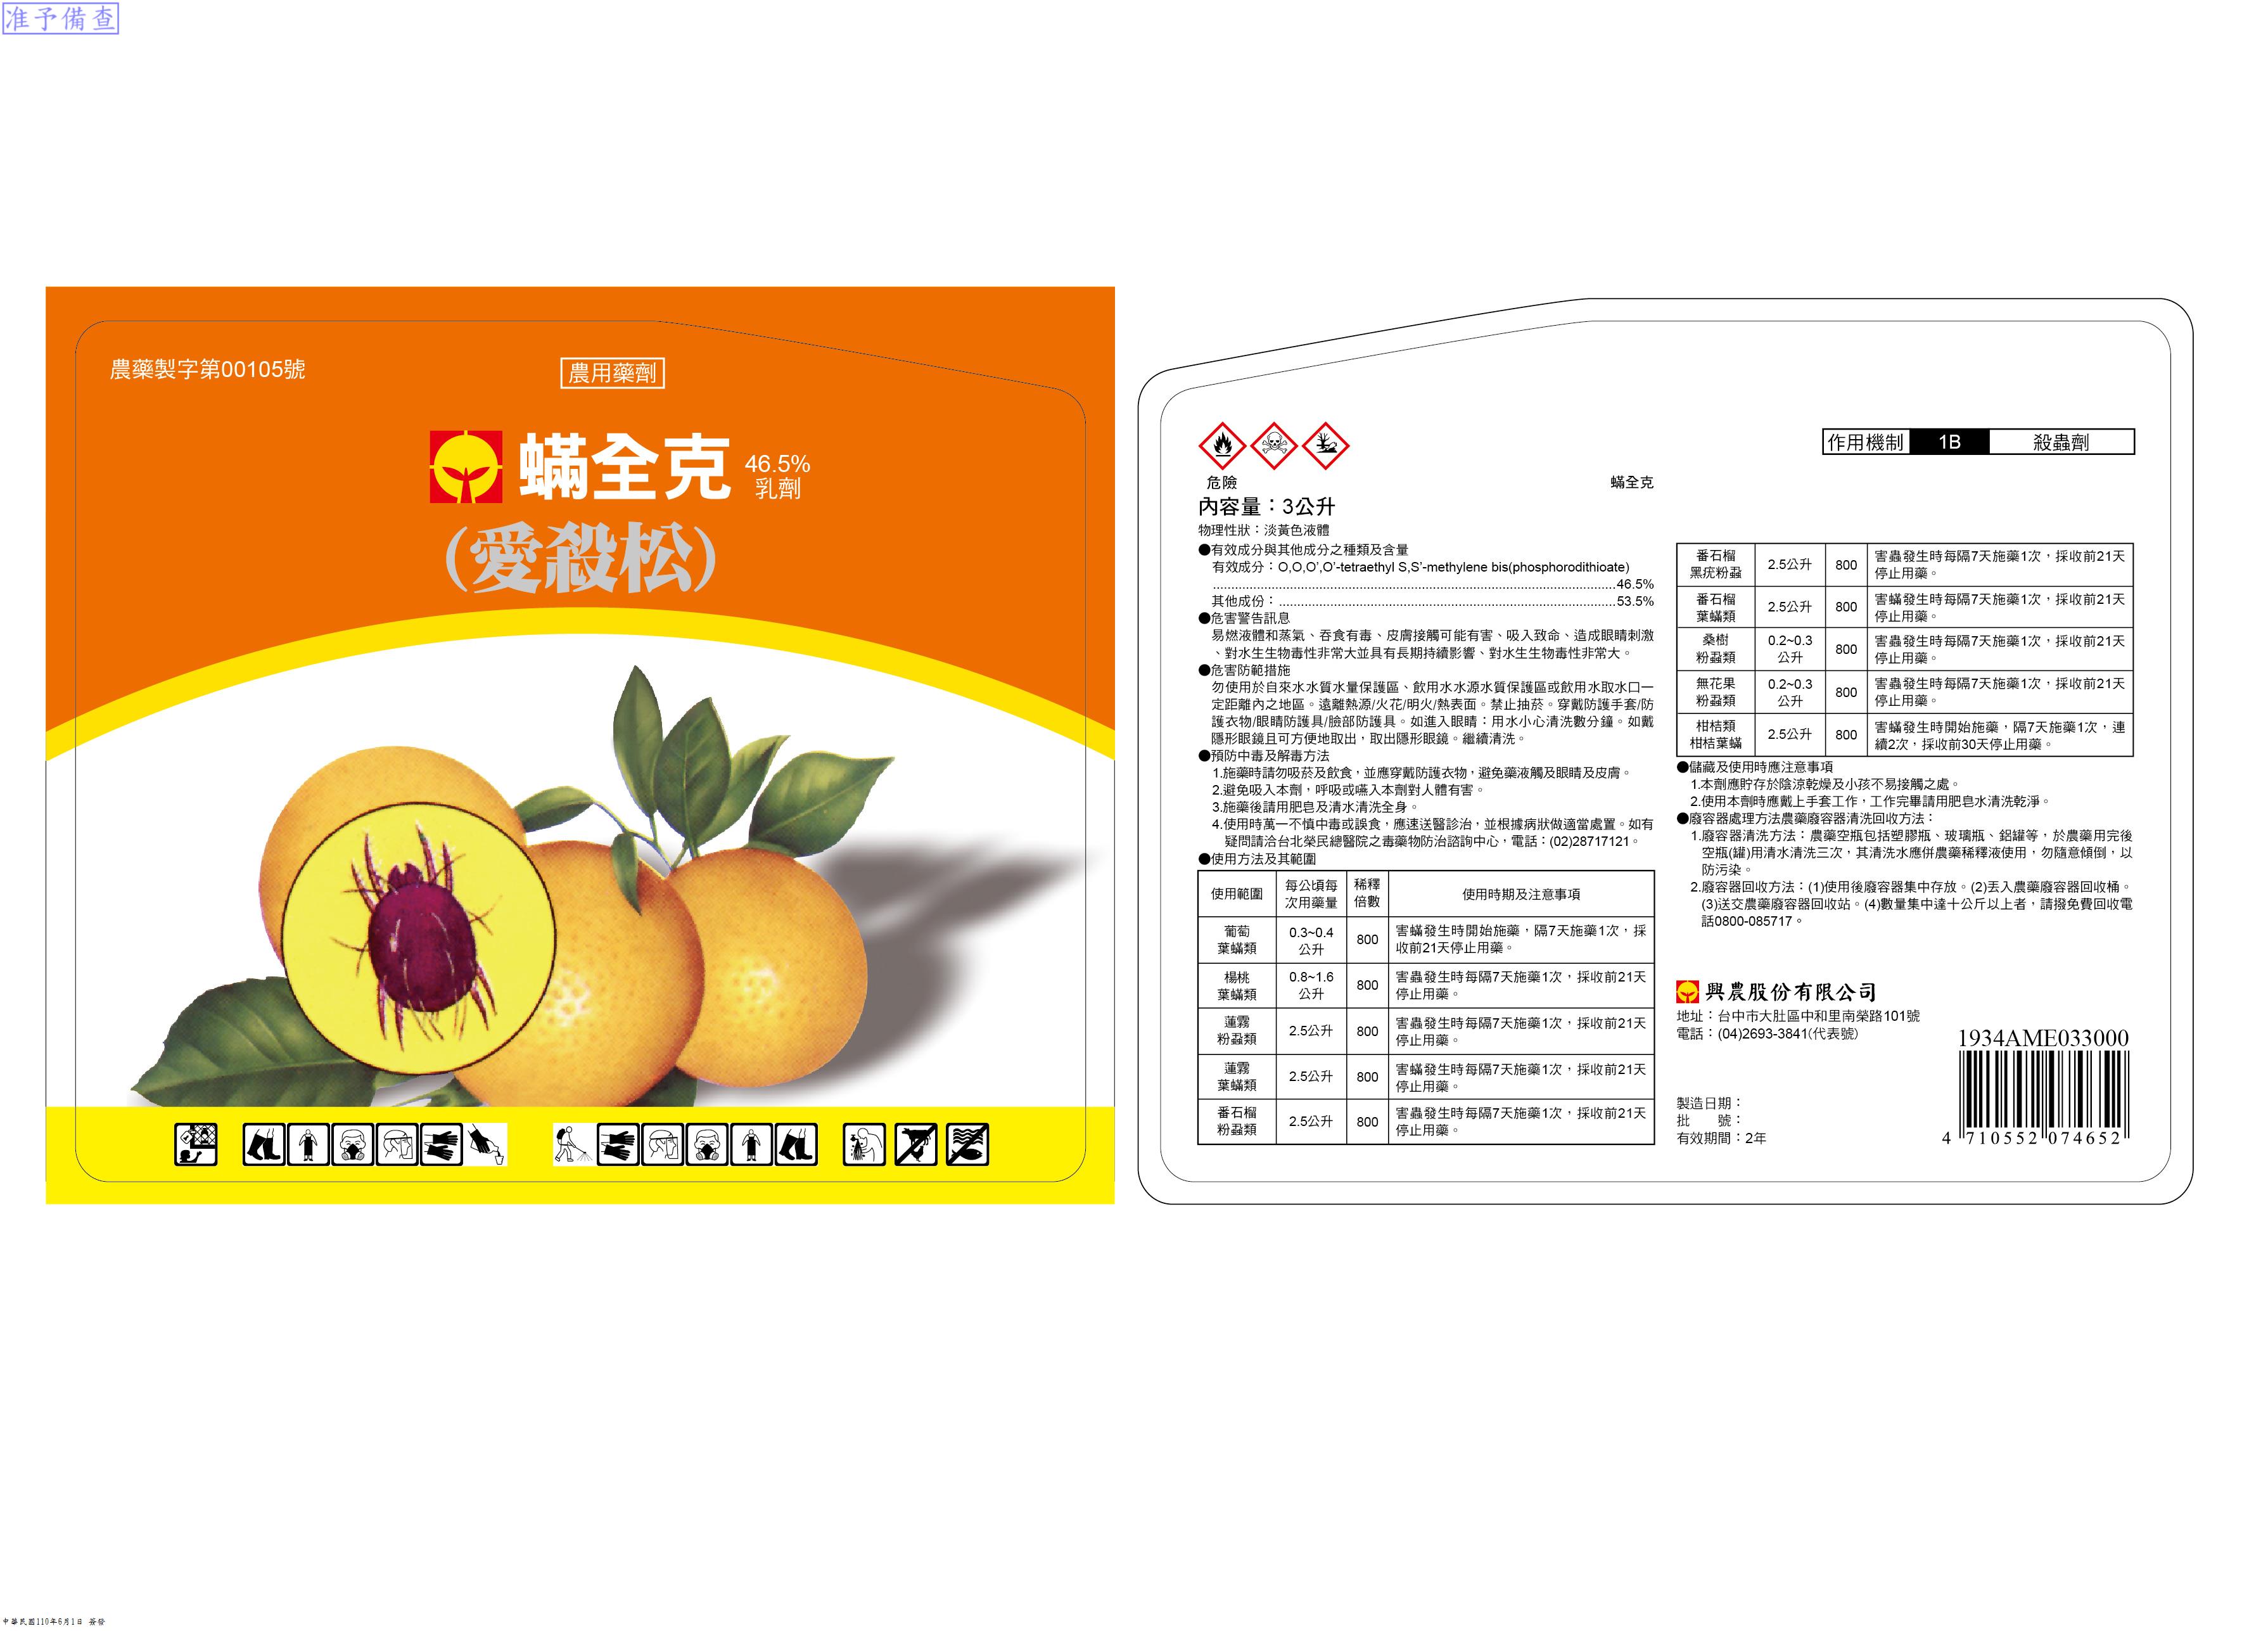 准予備查
農藥製字第00105號
農用藥劑
蟎全克 46.5%
乳劑
(愛殺松)
危險
蟎全克
內容量：3公升
物理性狀：淡黃色液體
●有效成分與其他成分之種類及含量
有效成分：O,O,O’,O’-tetraethyl S,S’-methylene bis(phosphorodithioate)
46.5%
其他成份：53.5%
●危害警告訊息
易燃液體和蒸氣、吞食有毒、皮膚接觸可能有害、吸入致命、造成眼睛刺激
、對水生生物毒性非常大並具有長期持續影響、對水生生物毒性非常大。
●危害防範措施
勿使用於自來水水質水量保護區、飲用水水源水質保護區或飲用水取水口一
定距離內之地區。遠離熱源/火花/明火/熱表面。禁止抽菸。穿戴防護手套/防
護衣物/眼睛防護具/臉部防護具。如進入眼睛：用水小心清洗數分鐘。如戴
隱形眼鏡且可方便地取出，取出隱形眼鏡。繼續清洗。
●預防中毒及解毒方法
1.施藥時請勿吸菸及飲食，並應穿戴防護衣物，避免藥液觸及眼睛及皮膚。
2.避免吸入本劑，呼吸或嚥入本劑對人體有害。
3.施藥後請用肥皂及清水清洗全身。
4.使用時萬一不慎中毒或誤食，應速送醫診治，並根據病狀做適當處置。如有
疑問請洽台北榮民總醫院之毒藥物防治諮詢中心，電話：(02)28717121。
●使用方法及其範圍
使用範圍 每公頃每次用藥量 稀釋倍數 使用時期及注意事項
葡萄 0.3~0.4 800 害蟎發生時開始施藥，隔7天施藥1次，採
葉蟎類 公升 收前21天停止用藥。
楊桃 0.8~1.6 800 害蟲發生時每隔7天施藥1次，採收前21天
葉蟎類 公升 停止用藥。
蓮霧 2.5公升 800 害蟲發生時每隔7天施藥1次，採收前21天
粉蝨類 停止用藥。
蓮霧 2.5公升 800 害蟎發生時每隔7天施藥1次，採收前21天
葉蟎類 停止用藥。
番石榴 2.5公升 800 害蟲發生時每隔7天施藥1次，採收前21天
粉蝨類 停止用藥。
作用機制 1B 殺蟲劑
番石榴 2.5公升 800 害蟲發生時每隔7天施藥1次，採收前21天
黑疣粉蝨 停止用藥。
番石榴 2.5公升 800 害蟎發生時每隔7天施藥1次，採收前21天
葉蟎類 停止用藥。
桑樹 0.2~0.3 800 害蟲發生時每隔7天施藥1次，採收前21天
粉蝨類 公升 停止用藥。
無花果 0.2~0.3 800 害蟲發生時每隔7天施藥1次，採收前21天
粉蝨類 公升 停止用藥。
柑桔類 2.5公升 800 害蟎發生時開始施藥，隔7天施藥1次，連
柑桔葉蟎 續2次，採收前30天停止用藥。
●儲藏及使用時應注意事項
1.本劑應貯存於陰涼乾燥及小孩不易接觸之處。
2.使用本劑時應戴上手套工作，工作完畢請用肥皂水清洗乾淨。
●廢容器處理方法農藥廢容器清洗回收方法：
1.廢容器清洗方法：農藥空瓶包括塑膠瓶、玻璃瓶、鋁罐等，於農藥用完後
空瓶(罐)用清水清洗三次，其清洗水應併農藥稀釋液使用，勿隨意傾倒，以
防污染。
2.廢容器回收方法：(1)使用後廢容器集中存放。(2)丟入農藥廢容器回收桶。
(3)送交農藥廢容器回收站。(4)數量集中達十公斤以上者，請撥免費回收電
話0800-085717。
興農股份有限公司
地址：台中市大肚區中和里南榮路101號
電話：(04)2693-3841(代表號)
1934AME033000
製造日期：
批　　號：
有效期間：2年
4 710552 074652
中華民國110年6月1日 簽發